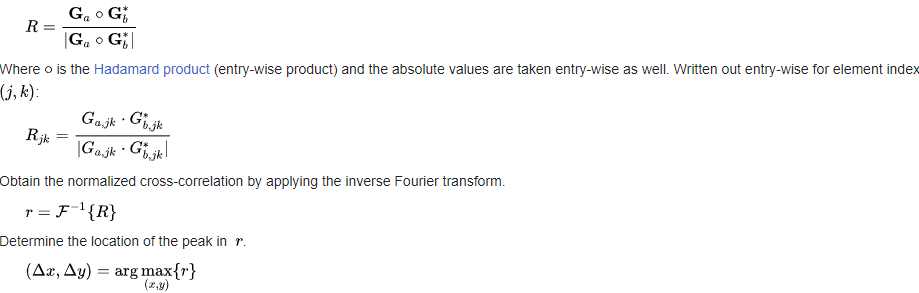 R = \frac{\mathbf{G}_a \circ \mathbf{G}_b^*}{|\mathbf{G}_a \circ \mathbf{G}_b^*|}
Where ∘ is the Hadamard product (entry-wise product) and the absolute values are taken entry-wise as well. Written out entry-wise for element index
(j, k):
R_{jk} = \frac{G_{a,jk} \cdot G_{b,jk}^*}{|G_{a,jk} \cdot G_{b,jk}^*|}
Obtain the normalized cross-correlation by applying the inverse Fourier transform.
r = \mathcal{F}^{-1}\{R\}
Determine the location of the peak in r.
(\Delta x, \Delta y) = \arg\max_{(x,y)}\{r\}